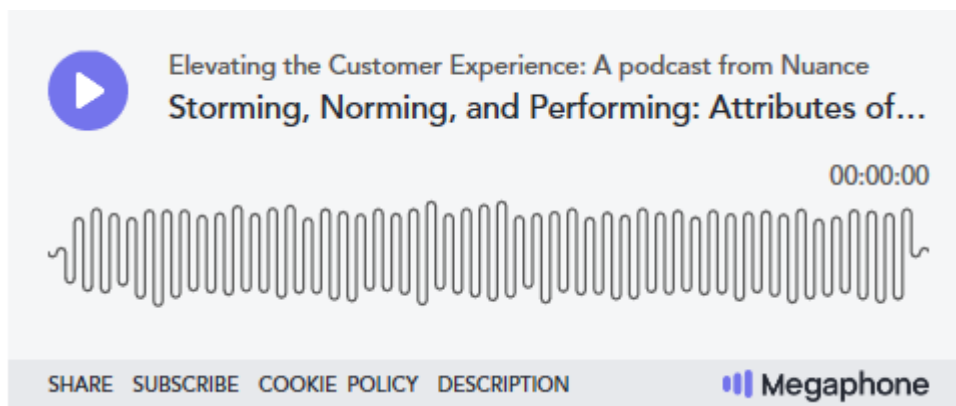 Elevating the Customer Experience: A podcast from Nuance
Storming, Norming, and Performing: Attributes of...
00:00:00
SHARE SUBSCRIBE COOKIE POLICY DESCRIPTION Megaphone